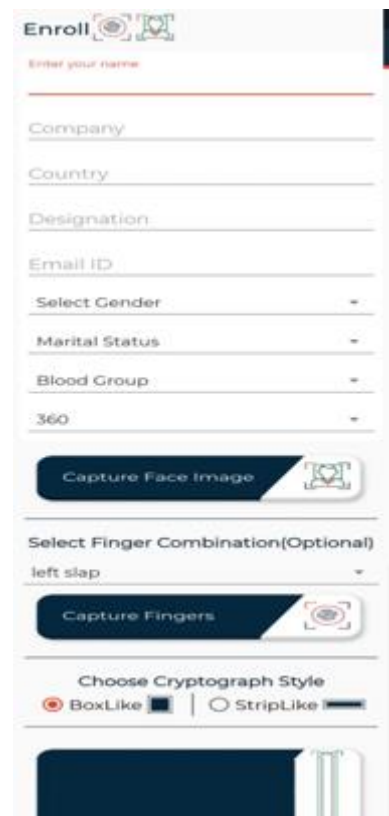 Enroll
Enter your name
Company
Country
Designation
Email ID
Select Gender
Marital Status
Blood Group
360
Capture Face Image
Select Finger Combination(Optional)
left slap
Capture Fingers
Choose Cryptograph Style
BoxLike StripLike